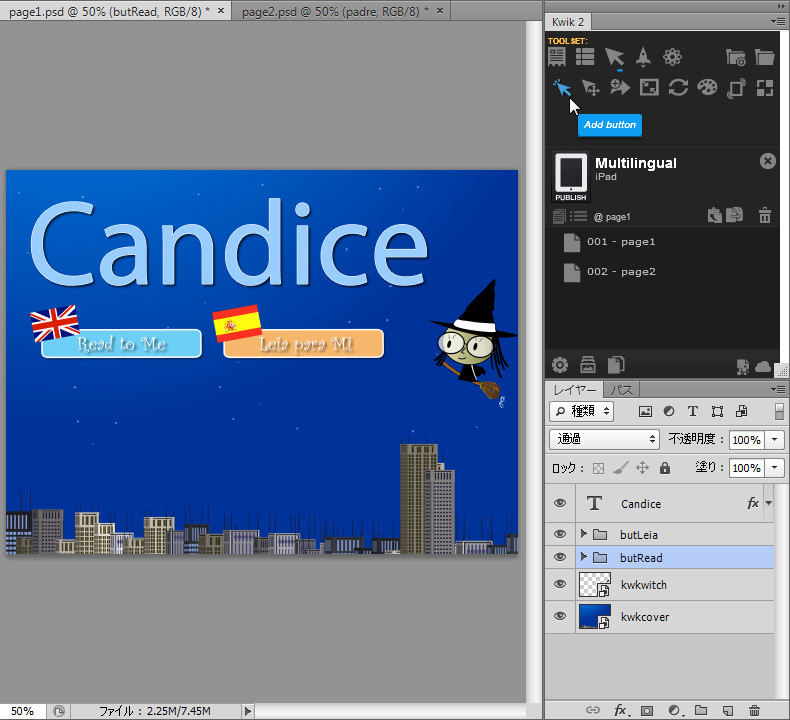 page1.psd @ 50% (butRead, RGB/8) * ×
page2.psd @ 50% (padre, RGB/8) * ×
Candice
Read to Me
Leia para Mi
50%
ファイル : 2.25M/7.45M
Kwik 2
TOOLSET:
Add button
PUBLISH
Multilingual
iPad
@ page1
001 - page1
002 - page2
レイヤー
パス
種類
T
通過
不透明度 : 100%
ロック :
塗り : 100%
T Candice fx
butLeia
butRead
kwkwitch
kwkcover
fx